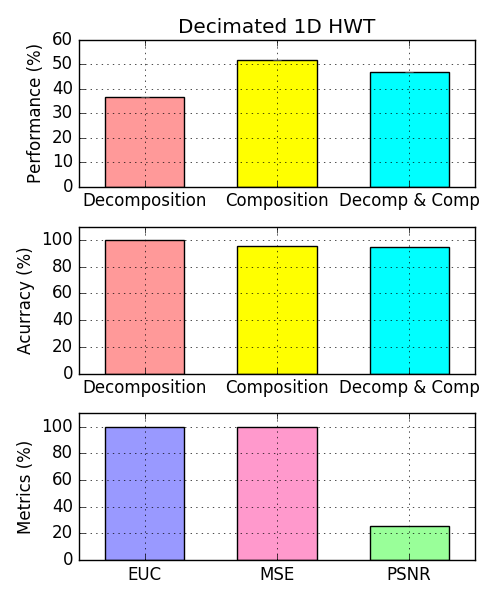 Decimated 1D HWT
Performance (%)
60
50
40
30
20
10
0
Decomposition Composition Decomp & Comp
Acurracy (%)
100
80
60
40
20
0
Decomposition Composition Decomp & Comp
Metrics (%)
100
80
60
40
20
0
EUC MSE PSNR